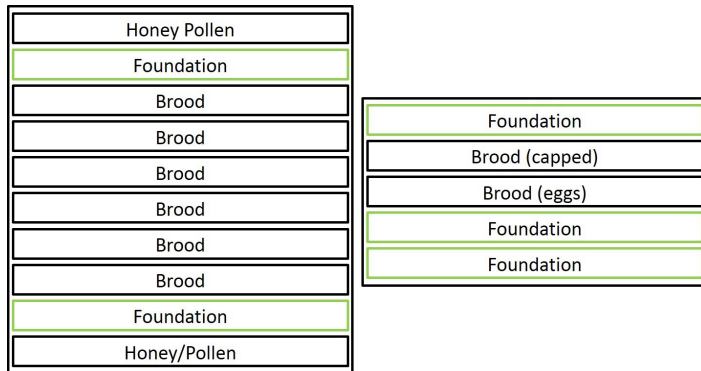 Honey Pollen
Foundation
Brood
Brood
Brood
Brood
Brood
Brood
Foundation
Honey/Pollen
Foundation
Brood (capped)
Brood (eggs)
Foundation
Foundation